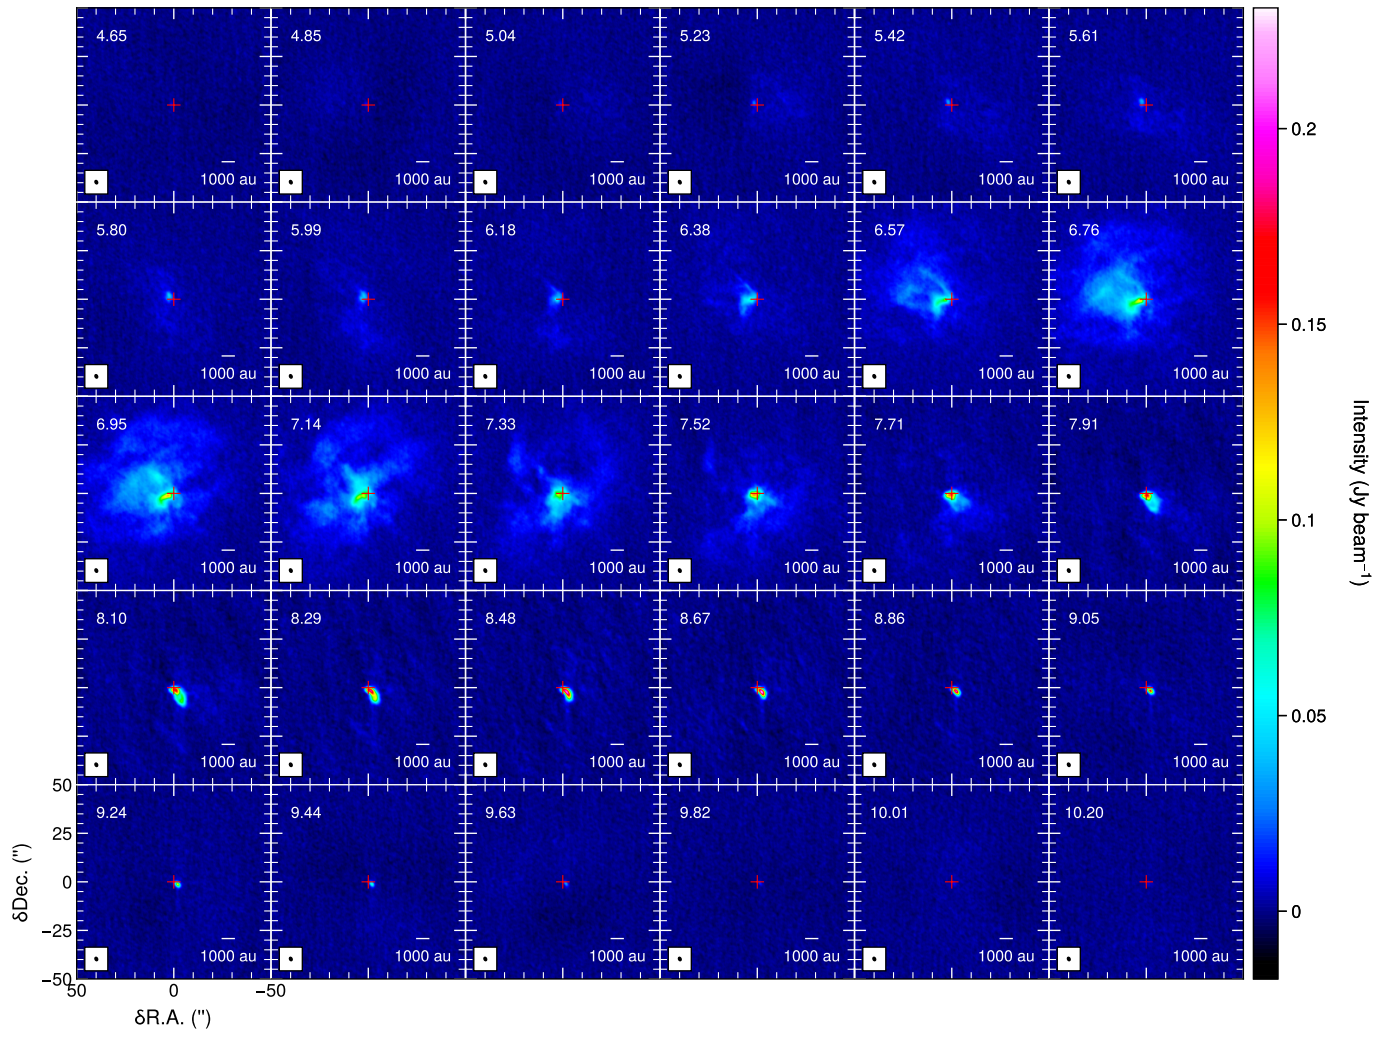 4.65 4.85 5.04 5.23 5.42 5.61
1000 au 1000 au 1000 au 1000 au 1000 au 1000 au
5.80 5.99 6.18 6.38 6.57 6.76
1000 au 1000 au 1000 au 1000 au 1000 au 1000 au
6.95 7.14 7.33 7.52 7.71 7.91
1000 au 1000 au 1000 au 1000 au 1000 au 1000 au
8.10 8.29 8.48 8.67 8.86 9.05
1000 au 1000 au 1000 au 1000 au 1000 au 1000 au
9.24 9.44 9.63 9.82 10.01 10.20
1000 au 1000 au 1000 au 1000 au 1000 au 1000 au
50
25
0
−25
−50
δDec. (")
50 0 −50
δR.A. (")
0.2
0.15
0.1
0.05
0
Intensity (Jy beam⁻¹)